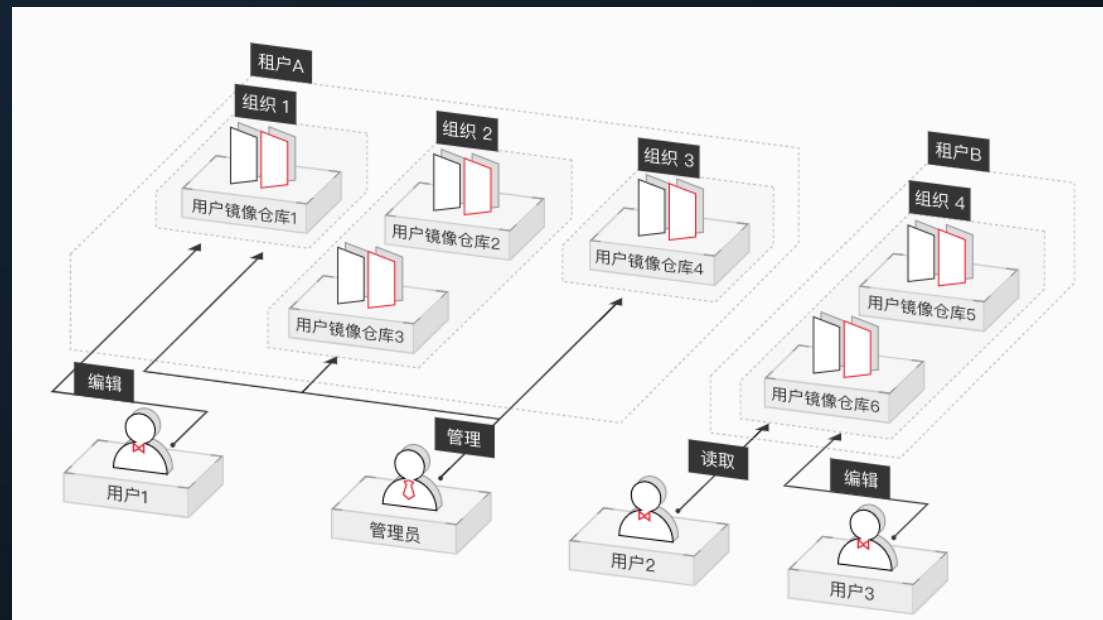 租户A
组织 1
用户镜像仓库1
组织 2
用户镜像仓库2
用户镜像仓库3
组织 3
用户镜像仓库4
租户B
组织 4
用户镜像仓库5
用户镜像仓库6
编辑
用户1
管理
管理员
读取
用户2
编辑
用户3